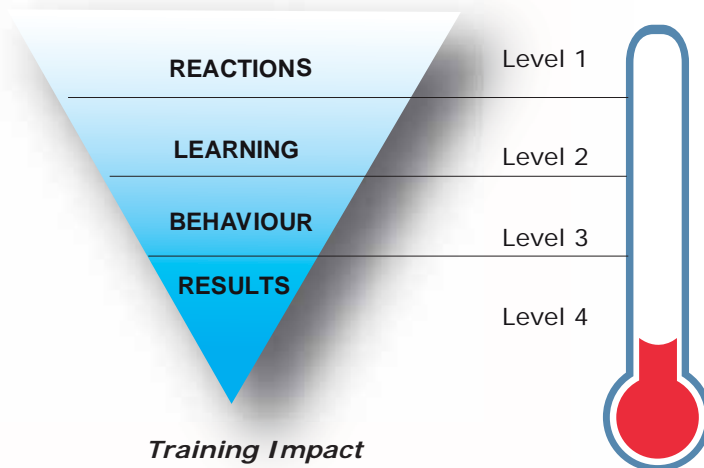 REACTIONS
Level 1
LEARNING
Level 2
BEHAVIOUR
Level 3
RESULTS
Level 4
Training Impact